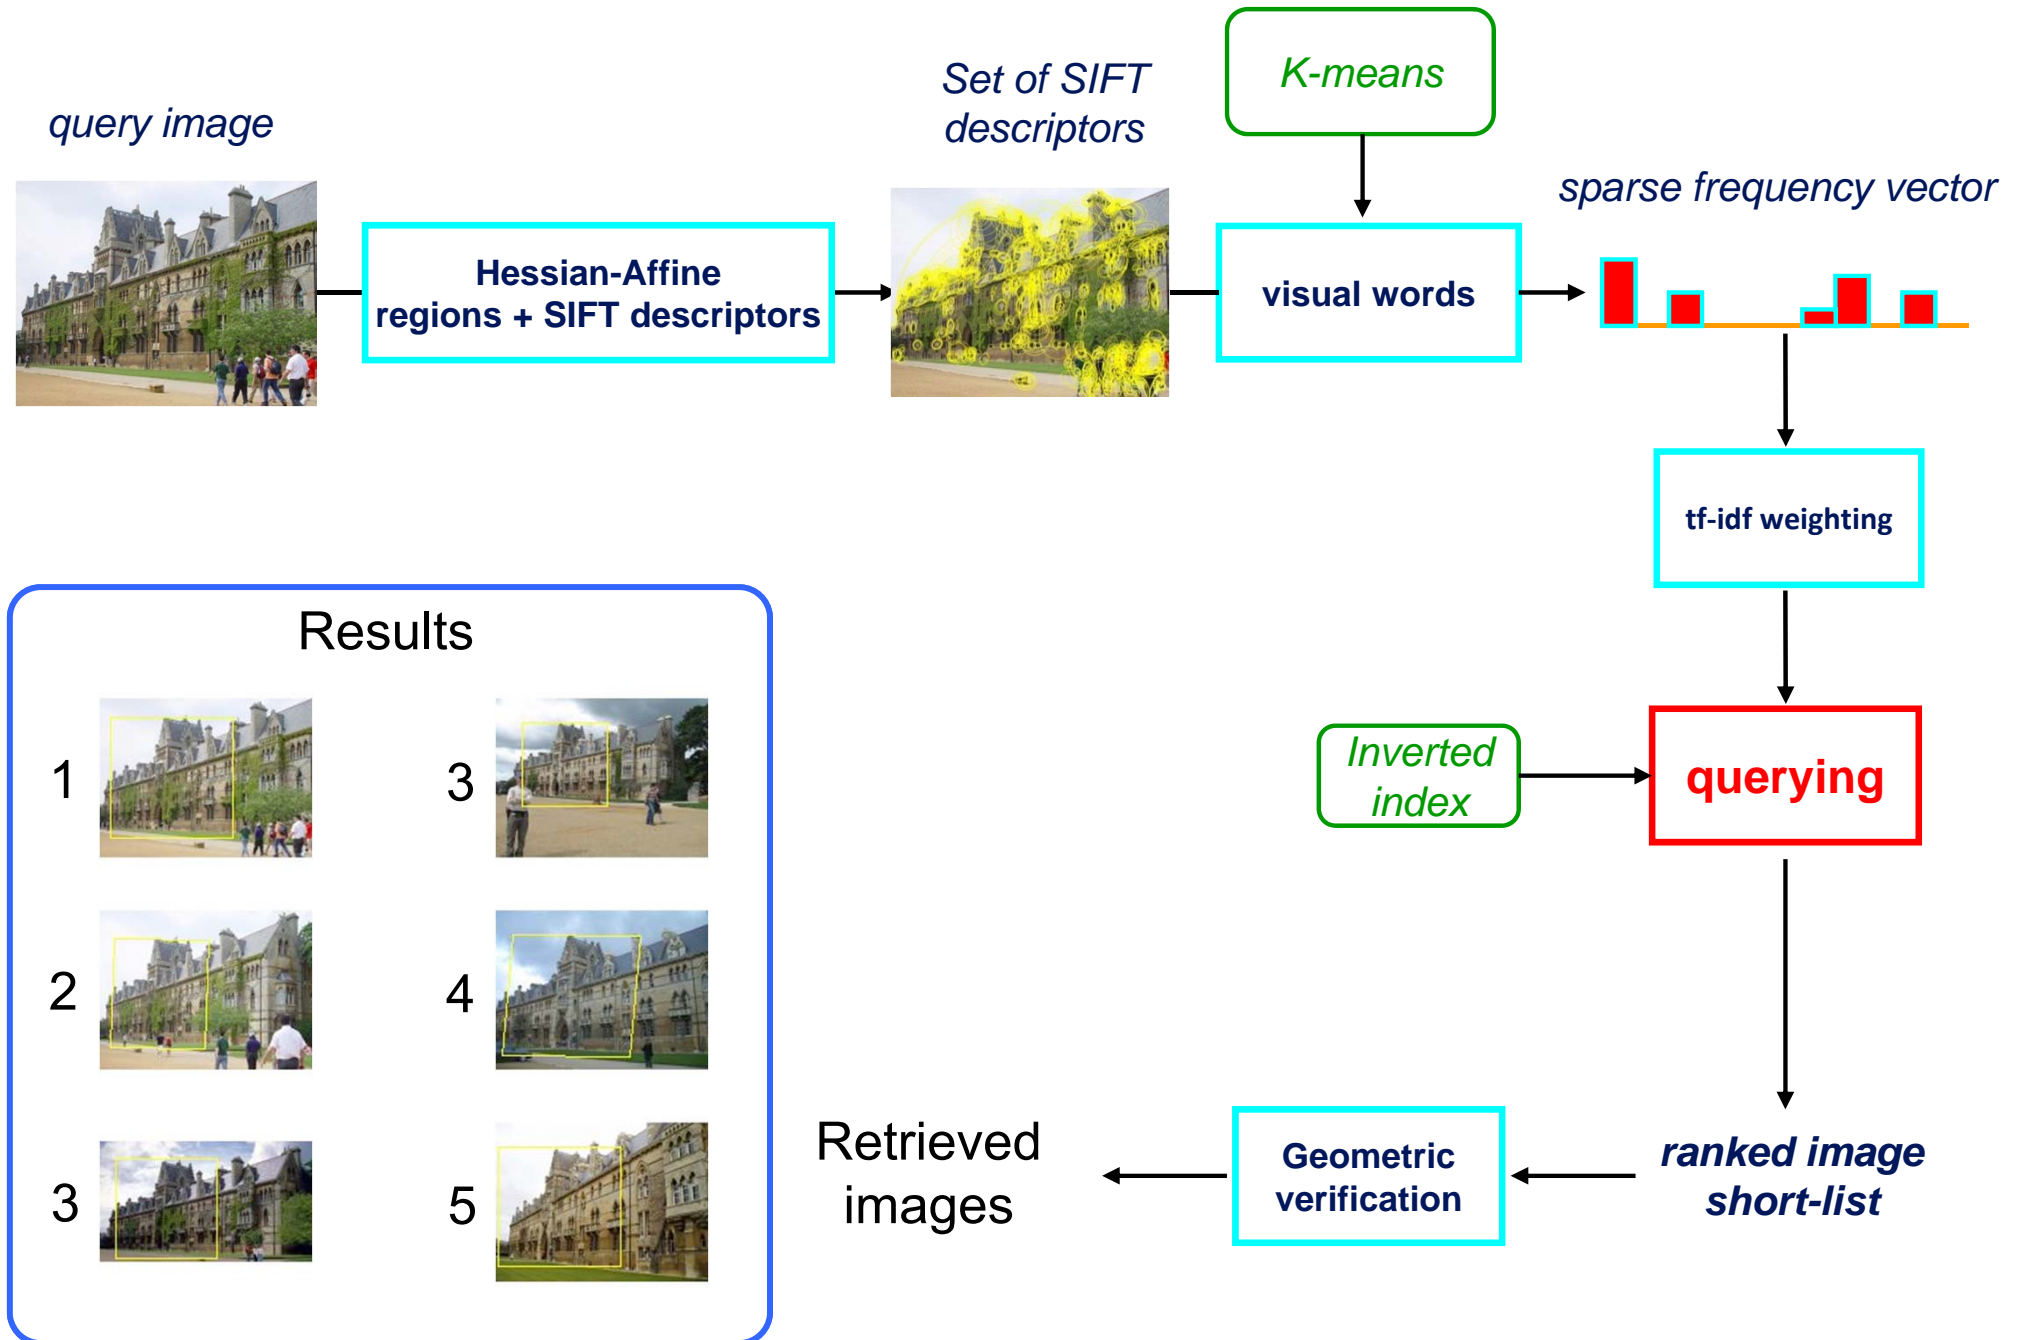 query image
Hessian-Affine
regions + SIFT descriptors
Set of SIFT
descriptors
K-means
visual words
sparse frequency vector
tf-idf weighting
Inverted
index
querying
ranked image
short-list
Geometric
verification
Retrieved
images
Results
1
2
3
3
4
5